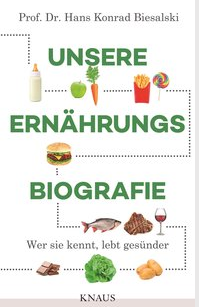 Prof. Dr. Hans Konrad Biesalski
UNSERE
ERNÄHRUNGS
BIOGRAFIE
Wer sie kennt, lebt gesünder
KNAUS